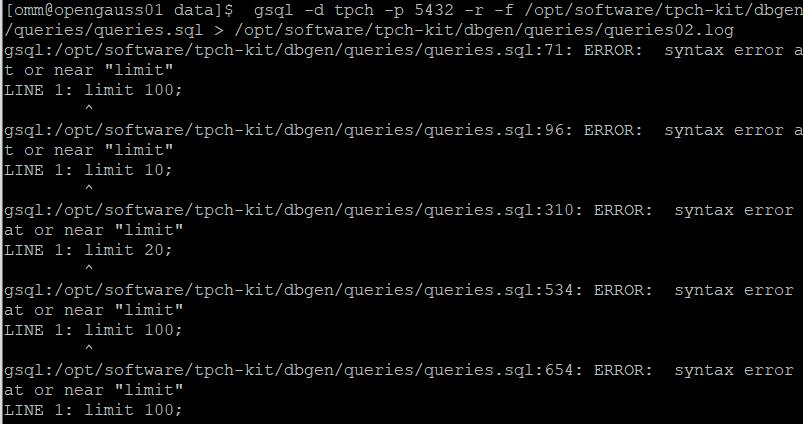 [omm@opengauss01 data]$  gsql -d tpch -p 5432 -r -f /opt/software/tpch-kit/dbgen
/queries/queries.sql > /opt/software/tpch-kit/dbgen/queries/queries02.log
gsql:/opt/software/tpch-kit/dbgen/queries/queries.sql:71: ERROR:  syntax error a
t or near "limit"
LINE 1: limit 100;
        ^
gsql:/opt/software/tpch-kit/dbgen/queries/queries.sql:96: ERROR:  syntax error a
t or near "limit"
LINE 1: limit 10;
        ^
gsql:/opt/software/tpch-kit/dbgen/queries/queries.sql:310: ERROR:  syntax error
at or near "limit"
LINE 1: limit 20;
        ^
gsql:/opt/software/tpch-kit/dbgen/queries/queries.sql:534: ERROR:  syntax error
at or near "limit"
LINE 1: limit 100;
        ^
gsql:/opt/software/tpch-kit/dbgen/queries/queries.sql:654: ERROR:  syntax error
at or near "limit"
LINE 1: limit 100;